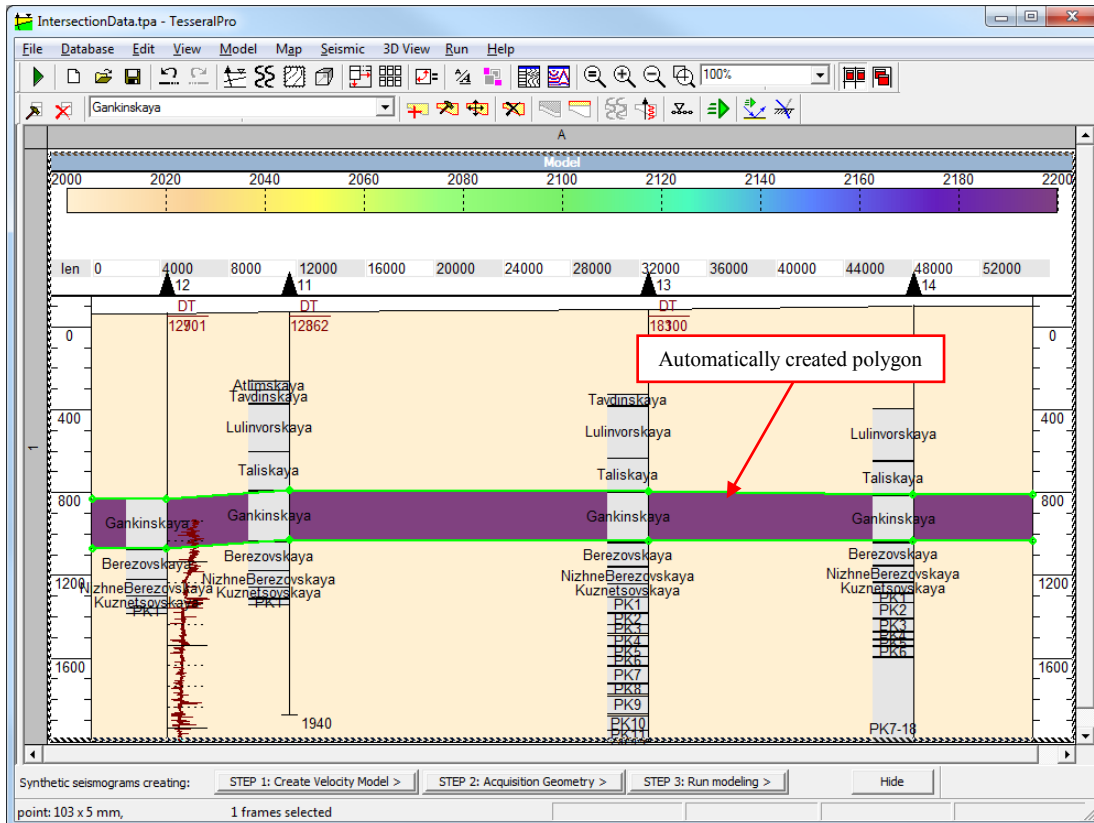 IntersectionData.tpa - TesseralPro
File Database Edit View Model Map Seismic 3D View Run Help
100%
Gankinskaya
A
Model
2000 2020 2040 2060 2080 2100 2120 2140 2160 2180 2200
len 0 4000 8000 12000 16000 20000 24000 28000 32000 36000 40000 44000 48000 52000
12 11 13 14
DT DT DT
12862
0 0
Automatically created polygon
Atlimskaya
Tavdinskaya Tavdinskaya
400 400
Lulinvorskaya Lulinvorskaya Lulinvorskaya
Taliskaya Taliskaya Taliskaya
1
800 800
Gankinskaya Gankinskaya Gankinskaya Gankinskaya
Berezovskaya Berezovskaya Berezovskaya Berezovskaya
NizhneBerezovskaya NizhneBerezovskaya NizhneBerezovskaya NizhneBerezovskaya
1200 1200
Kuznetsovskaya Kuznetsovskaya Kuznetsovskaya Kuznetsovskaya
PK1 PK1 PK1 PK1
PK2 PK2
PK3 PK3
PK4 PK4
PK5 PK5
PK6 PK6
1600 1600
PK7
PK8
PK9
1940 PK10 PK7-18
PK11
Synthetic seismograms creating: STEP 1: Create Velocity Model > STEP 2: Acquisition Geometry > STEP 3: Run modeling > Hide
point: 103 x 5 mm, 1 frames selected